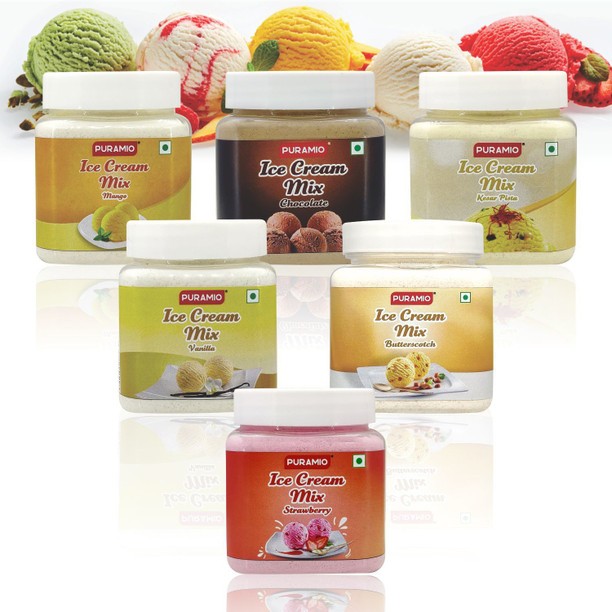 PURAMIO
Ice Cream
Mix
Mango
PURAMIO
Ice Cream
Mix
Chocolate
PURAMIO
Ice Cream
Mix
Kesar Pista
PURAMIO
Ice Cream
Mix
Vanilla
PURAMIO
Ice Cream
Mix
Butterscotch
PURAMIO
Ice Cream
Mix
Strawberry